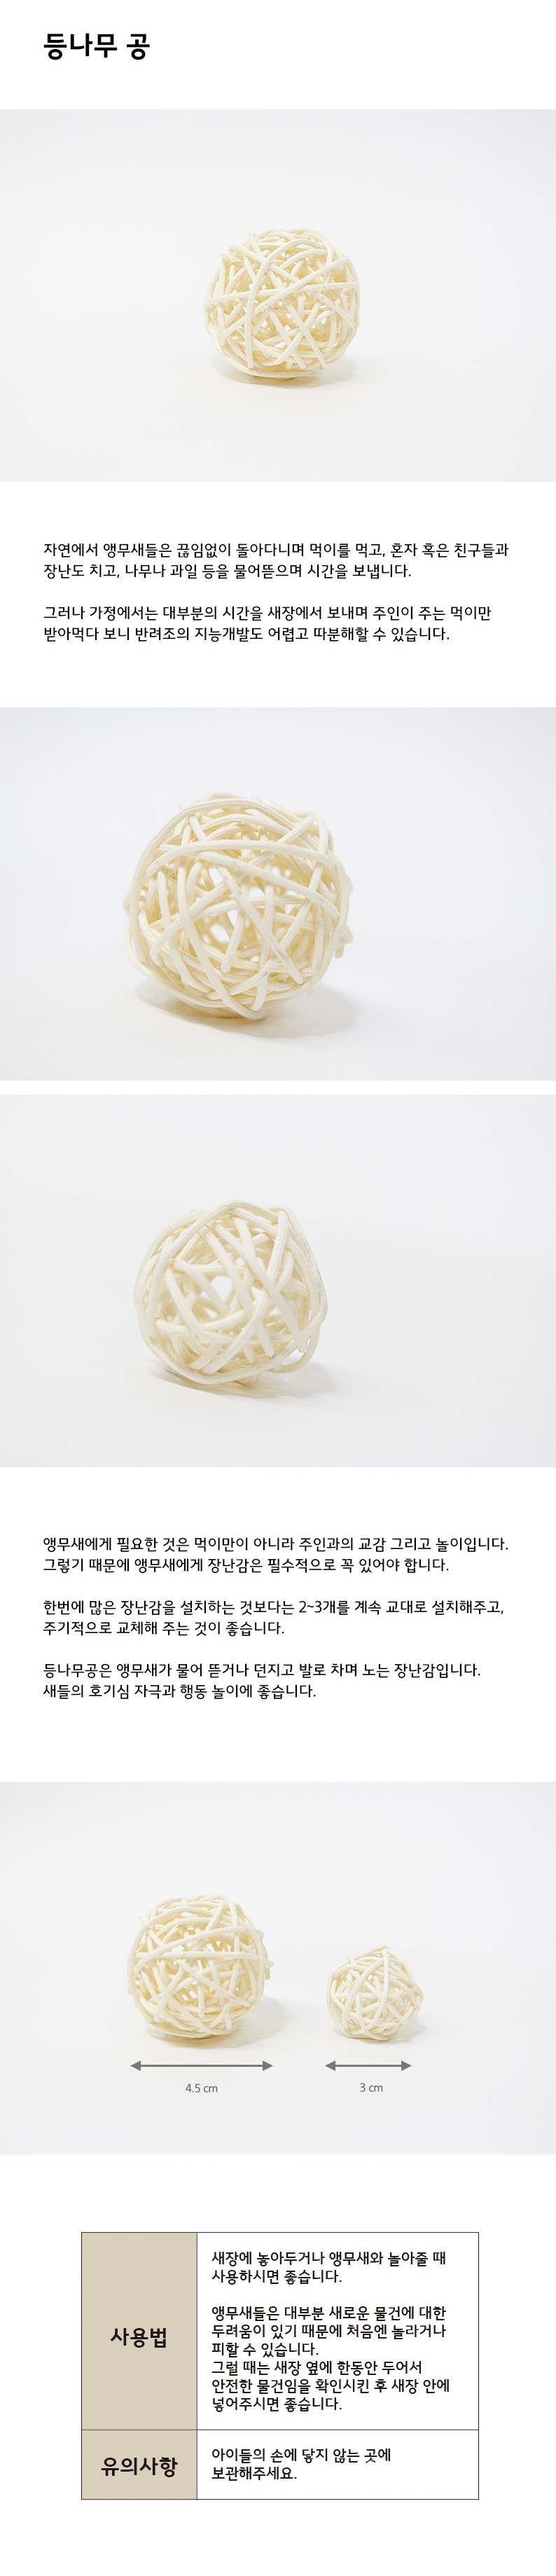 등나무 공
자연에서 앵무새들은 끊임없이 돌아다니며 먹이를 먹고, 혼자 혹은 친구들과
장난도 치고, 나무나 과일 등을 물어뜯으며 시간을 보냅니다.
그러나 가정에서는 대부분의 시간을 새장에서 보내며 주인이 주는 먹이만
받아먹다 보니 반려조의 지능개발도 어렵고 따분해할 수 있습니다.
앵무새에게 필요한 것은 먹이만이 아니라 주인과의 교감 그리고 놀이입니다.
그렇기 때문에 앵무새에게 장난감은 필수적으로 꼭 있어야 합니다.
한번에 많은 장난감을 설치하는 것보다는 2~3개를 계속 교대로 설치해주고,
주기적으로 교체해 주는 것이 좋습니다.
등나무공은 앵무새가 물어 뜯거나 던지고 발로 차며 노는 장난감입니다.
새들의 호기심 자극과 행동 놀이에 좋습니다.
4.5 cm
3 cm
사용법
새장에 놓아두거나 앵무새와 놀아줄 때
사용하시면 좋습니다.
앵무새들은 대부분 새로운 물건에 대한
두려움이 있기 때문에 처음엔 놀라거나
피할 수 있습니다.
그럴 때는 새장 옆에 한동안 두어서
안전한 물건임을 확인시킨 후 새장 안에
넣어주시면 좋습니다.
유의사항
아이들의 손에 닿지 않는 곳에
보관해주세요.